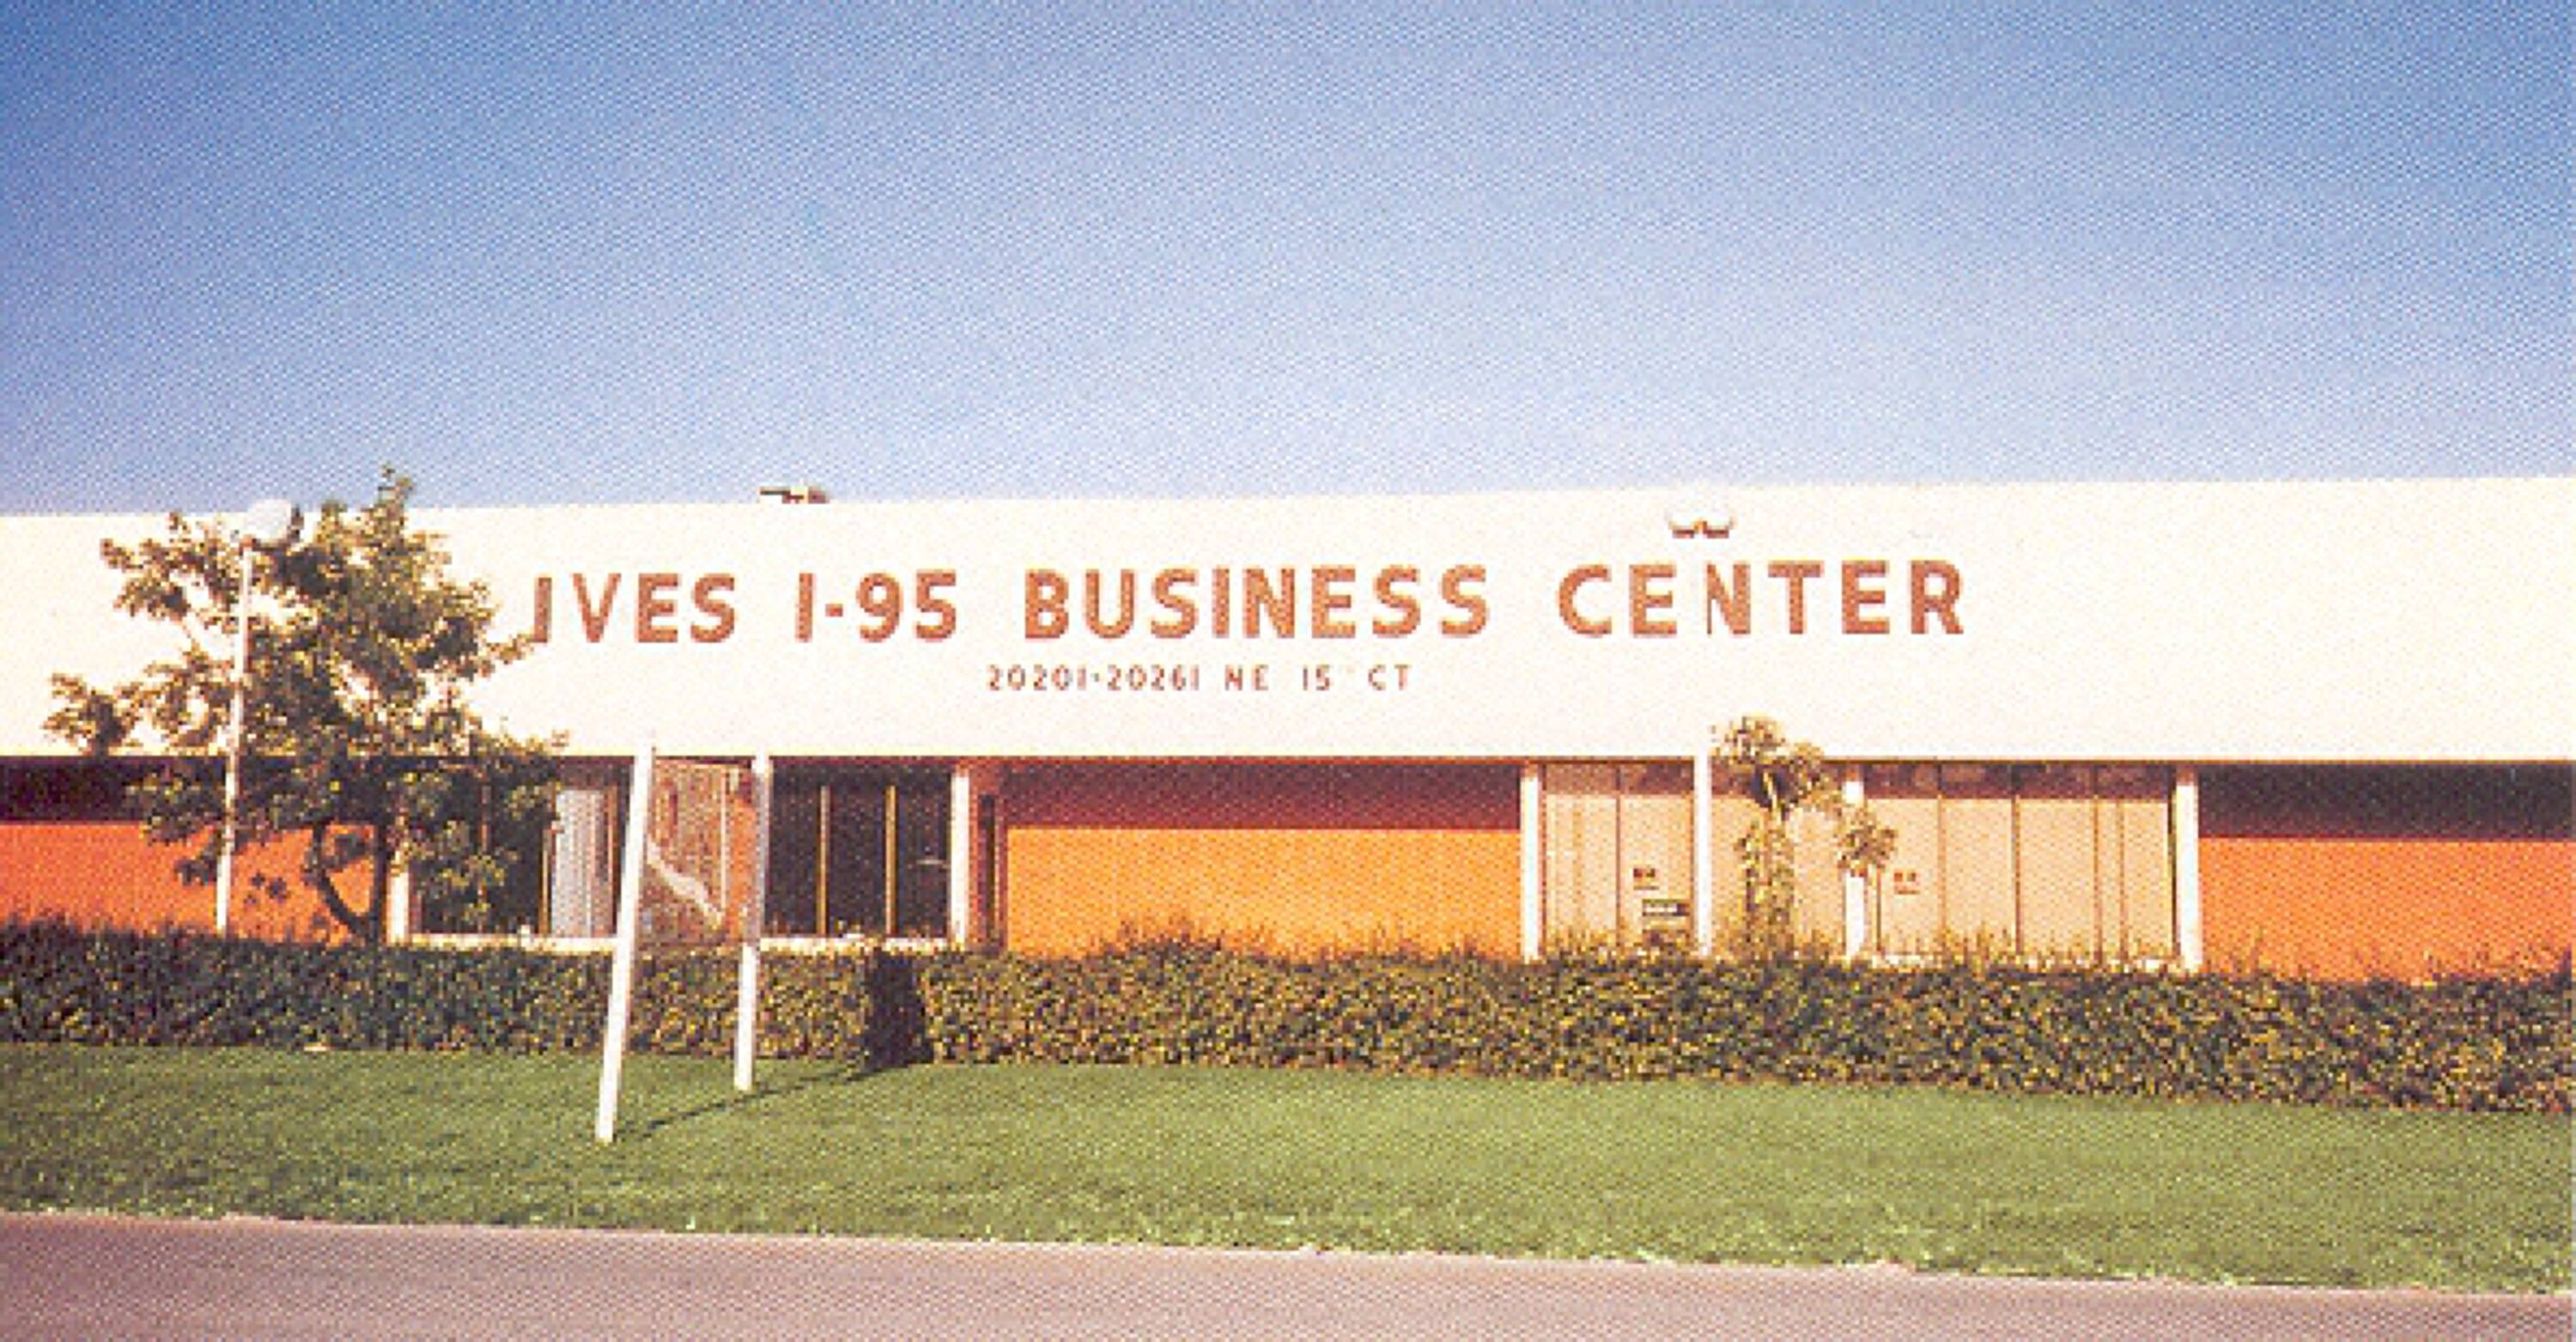 IVES I-95 BUSINESS CENTER
20201-20261 NE 15 CT